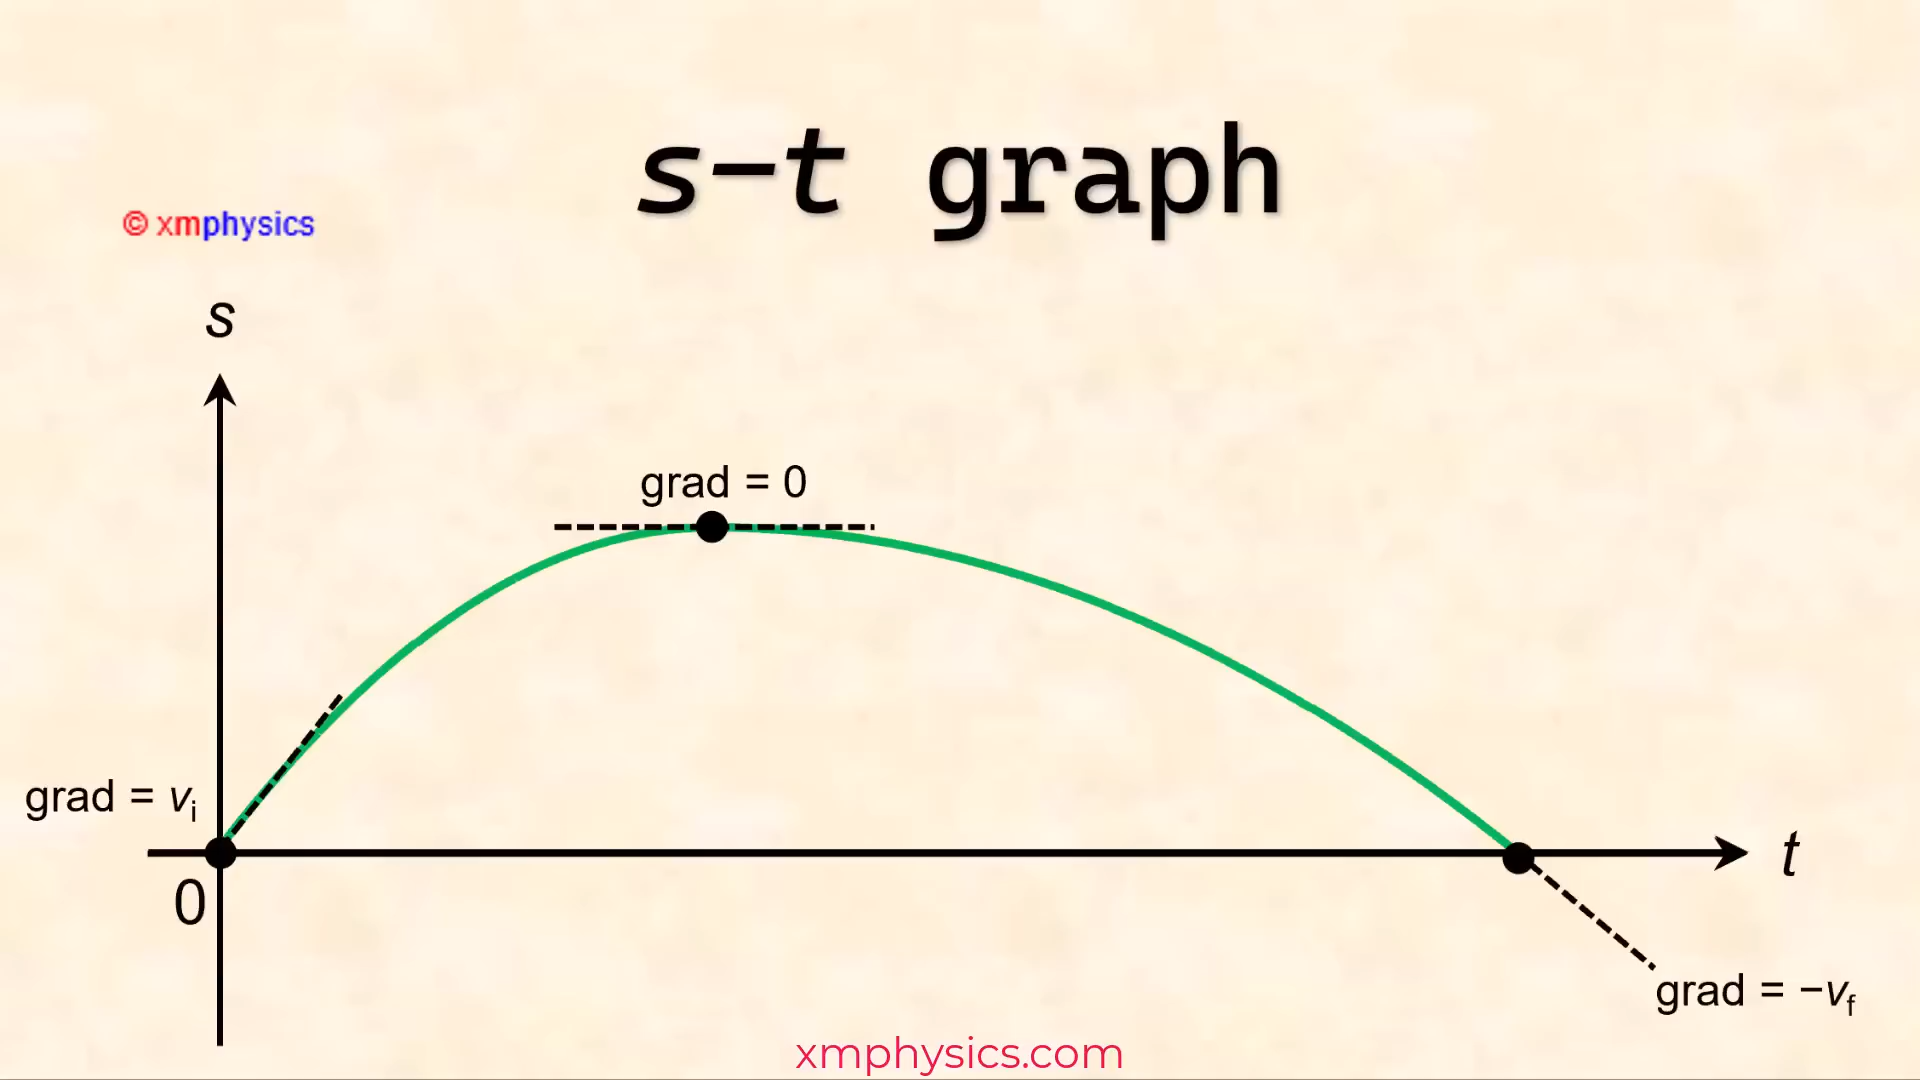 s−t graph
© xmphysics
s
grad = 0
grad = vi
0
t
grad = −vf
xmphysics.com